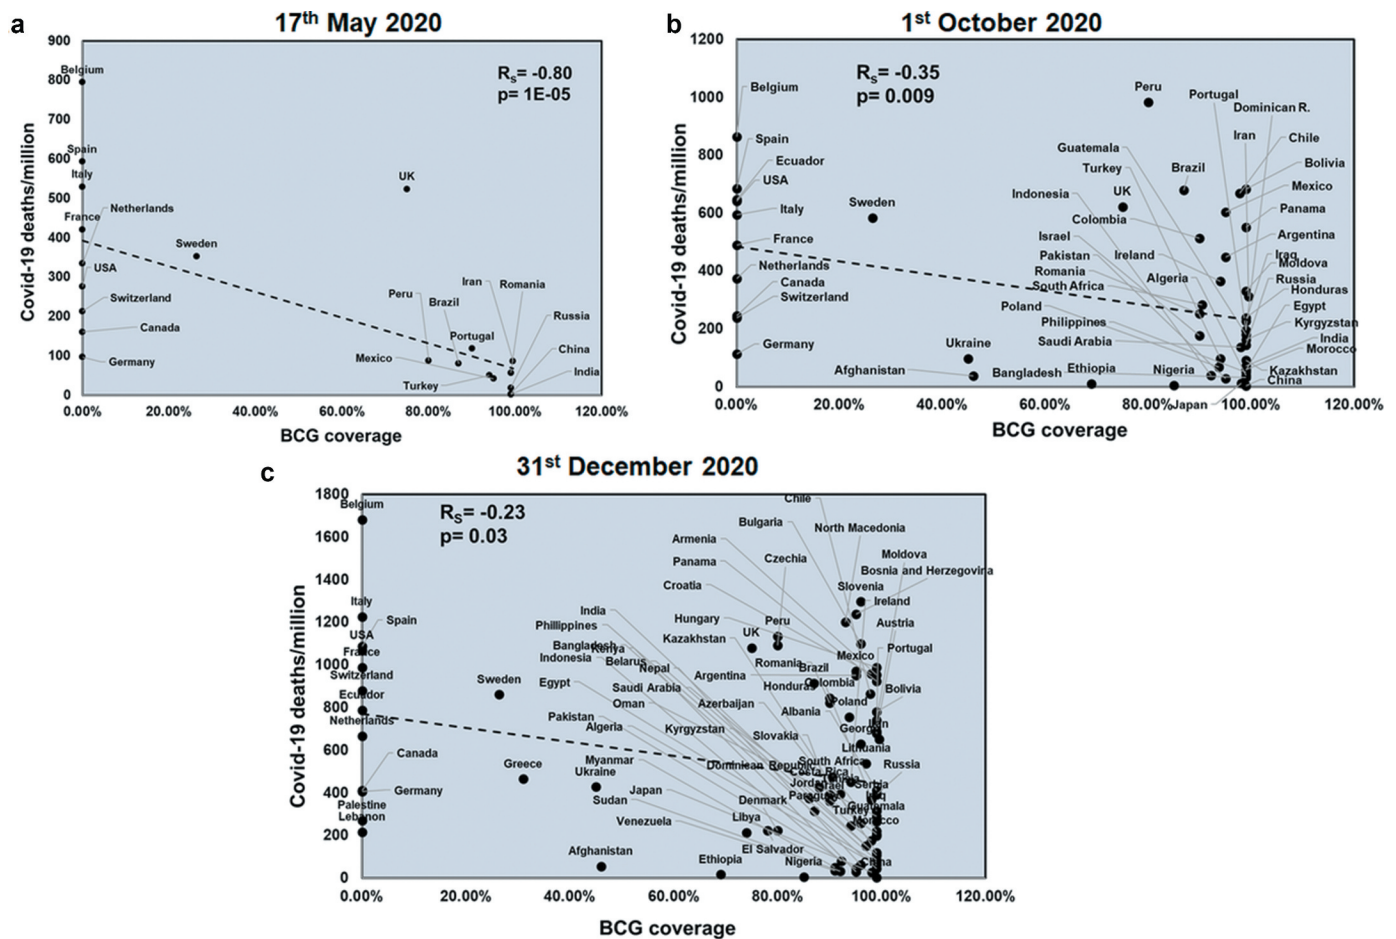 a
17th May 2020
900
800
700
600
500
400
300
200
100
0
Covid-19 deaths/million
Rs= -0.80
p= 1E-05
Belgium
Spain
Italy
UK
France
Netherlands
Sweden
USA
Iran
Romania
Switzerland
Peru
Brazil
Russia
Canada
Portugal
China
Germany
Mexico
India
Turkey
0.00%
20.00%
40.00%
60.00%
80.00%
100.00%
120.00%
BCG coverage
b
1st October 2020
1200
1000
800
600
400
200
0
Covid-19 deaths/million
Rs= -0.35
p= 0.009
Belgium
Peru
Portugal
Dominican R.
Spain
Iran
Chile
Ecuador
Guatemala
USA
Turkey
Brazil
Bolivia
Indonesia
UK
Mexico
Italy
Sweden
Colombia
Panama
France
Israel
Argentina
Pakistan
Ireland
Iraq
Netherlands
Romania
Algeria
Moldova
Canada
South Africa
Russia
Switzerland
Honduras
Poland
Egypt
Philippines
Kyrgyzstan
Germany
Ukraine
Saudi Arabia
India
Morocco
Afghanistan
Bangladesh
Ethiopia
Nigeria
Kazakhstan
China
Japan
0.00%
20.00%
40.00%
60.00%
80.00%
100.00%
120.00%
BCG coverage
c
31st December 2020
1800
1600
1400
1200
1000
800
600
400
200
0
Covid-19 deaths/million
RS= -0.23
p= 0.03
Belgium
Chile
Bulgaria
North Macedonia
Armenia
Panama
Czechia
Moldova
Croatia
Bosnia and Herzegovina
Slovenia
Italy
India
Ireland
Spain
Phillippines
Hungary
Peru
Austria
USA
Kazakhstan
UK
France
Bangladesh
Kenya
Mexico
Portugal
Indonesia
Belarus
Nepal
Romania
Brazil
Switzerland
Sweden
Egypt
Saudi Arabia
Argentina
Honduras
Colombia
Bolivia
Ecuador
Oman
Azerbaijan
Albania
Poland
Netherlands
Pakistan
Algeria
Kyrgyzstan
Slovakia
Georgia
Iran
Lithuania
Canada
Greece
Myanmar
Dominican Republic
South Africa
Russia
Ukraine
Costa Rica
Germany
Japan
Jordan
Israel
Serbia
Palestine
Sudan
Denmark
Paraguay
Iraq
Lebanon
Venezuela
Libya
Turkey
Guatemala
Morocco
Afghanistan
Ethiopia
El Salvador
Nigeria
China
0.00%
20.00%
40.00%
60.00%
80.00%
100.00%
120.00%
BCG coverage